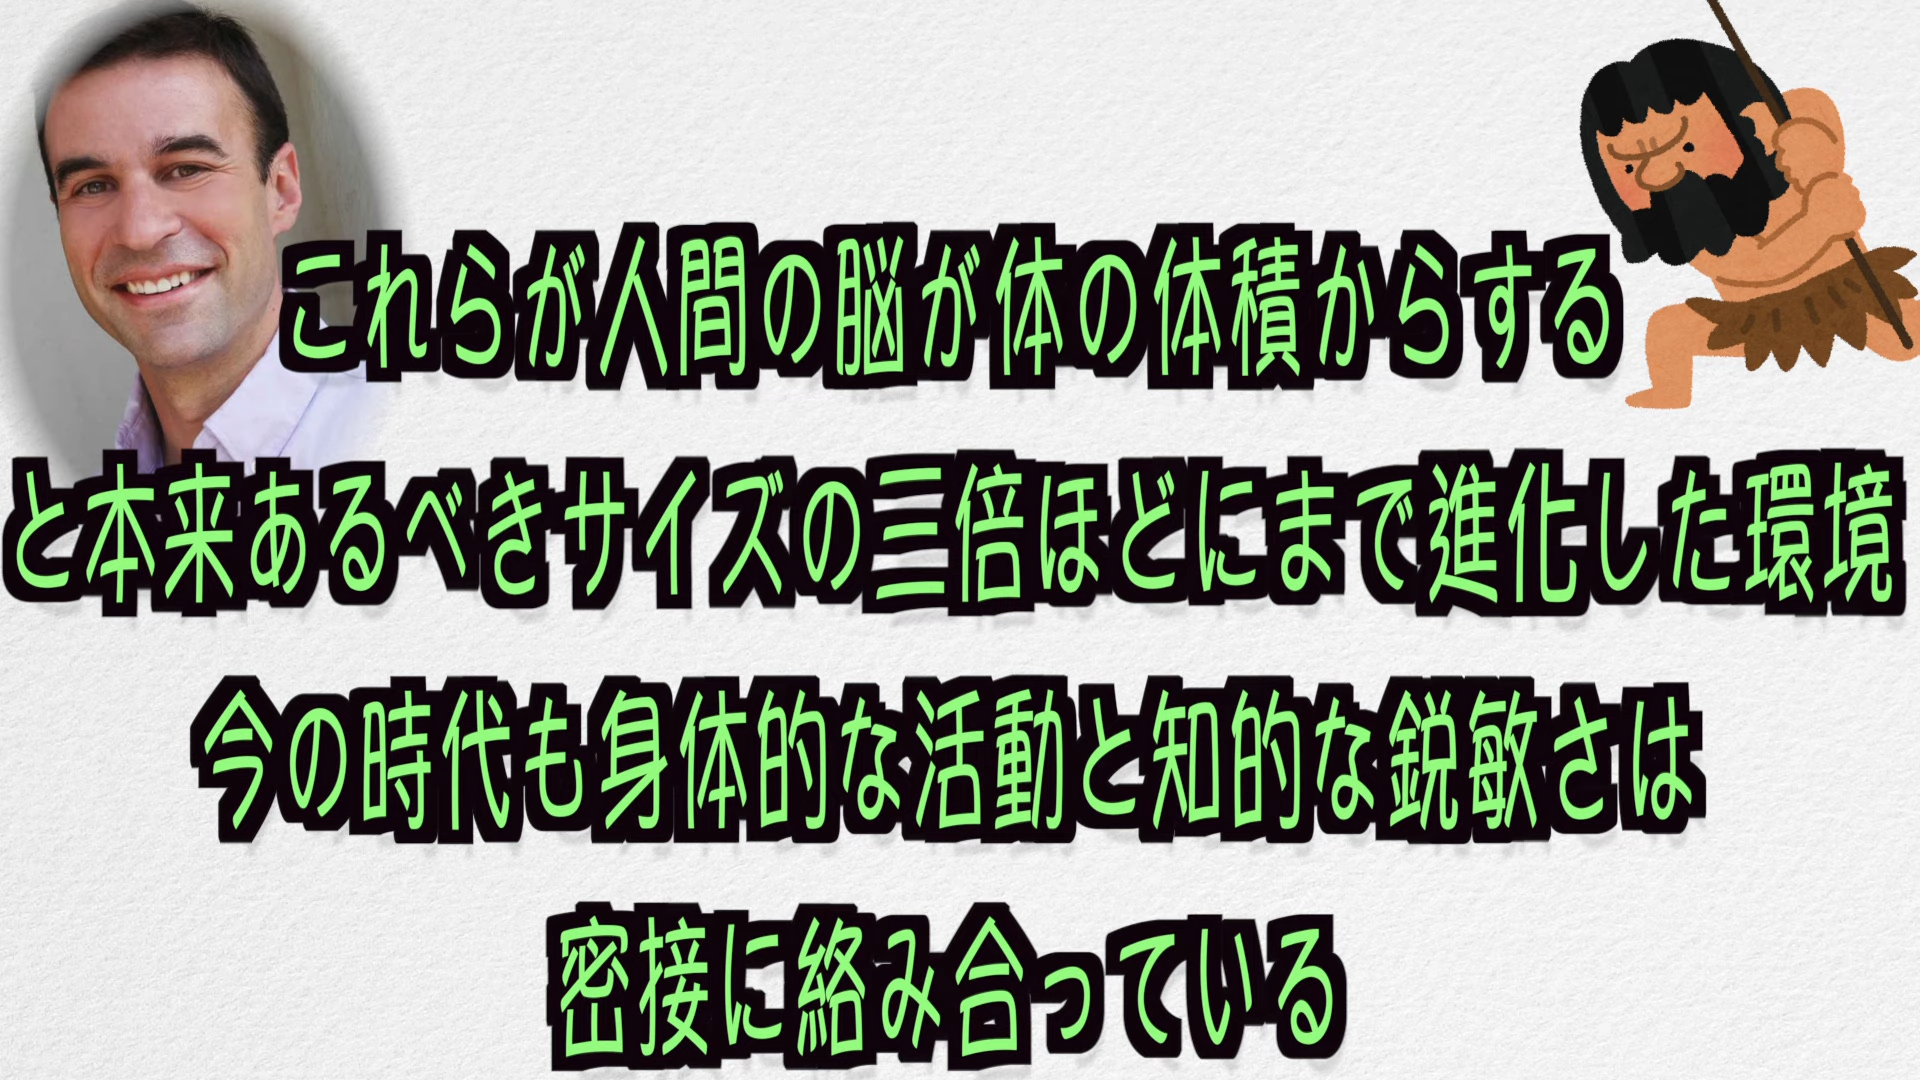 これらが人間の脳が体の体積からする
と本来あるべきサイズの三倍ほどにまで進化した環境
今の時代も身体的な活動と知的な鋭敏さは
密接に絡み合っている